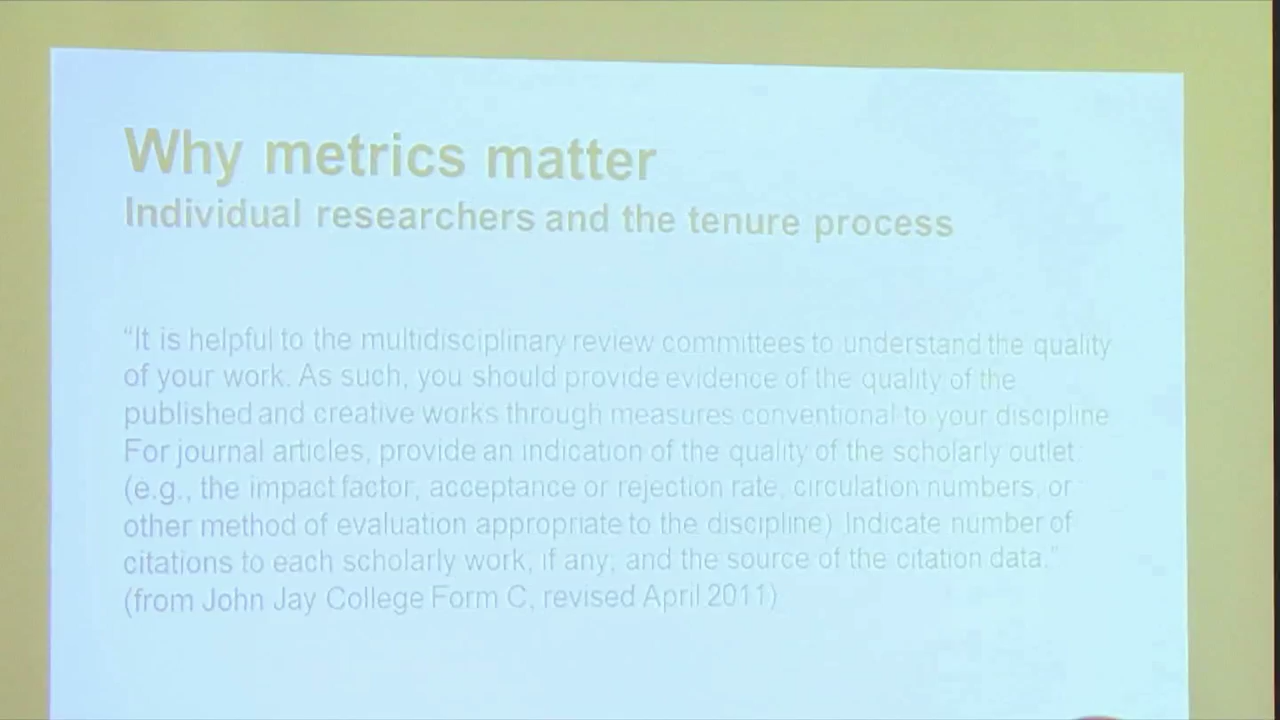 Why metrics matter
Individual researchers and the tenure process
“It is helpful to the multidisciplinary review committees to understand the quality
of your work. As such, you should provide evidence of the quality of the
published and creative works through measures conventional to your discipline
For journal articles, provide an indication of the quality of the scholarly outlet
(e.g., the impact factor, acceptance or rejection rate, circulation numbers, or
other method of evaluation appropriate to the discipline) Indicate number of
citations to each scholarly work, if any, and the source of the citation data.”
(from John Jay College Form C, revised April 2011)